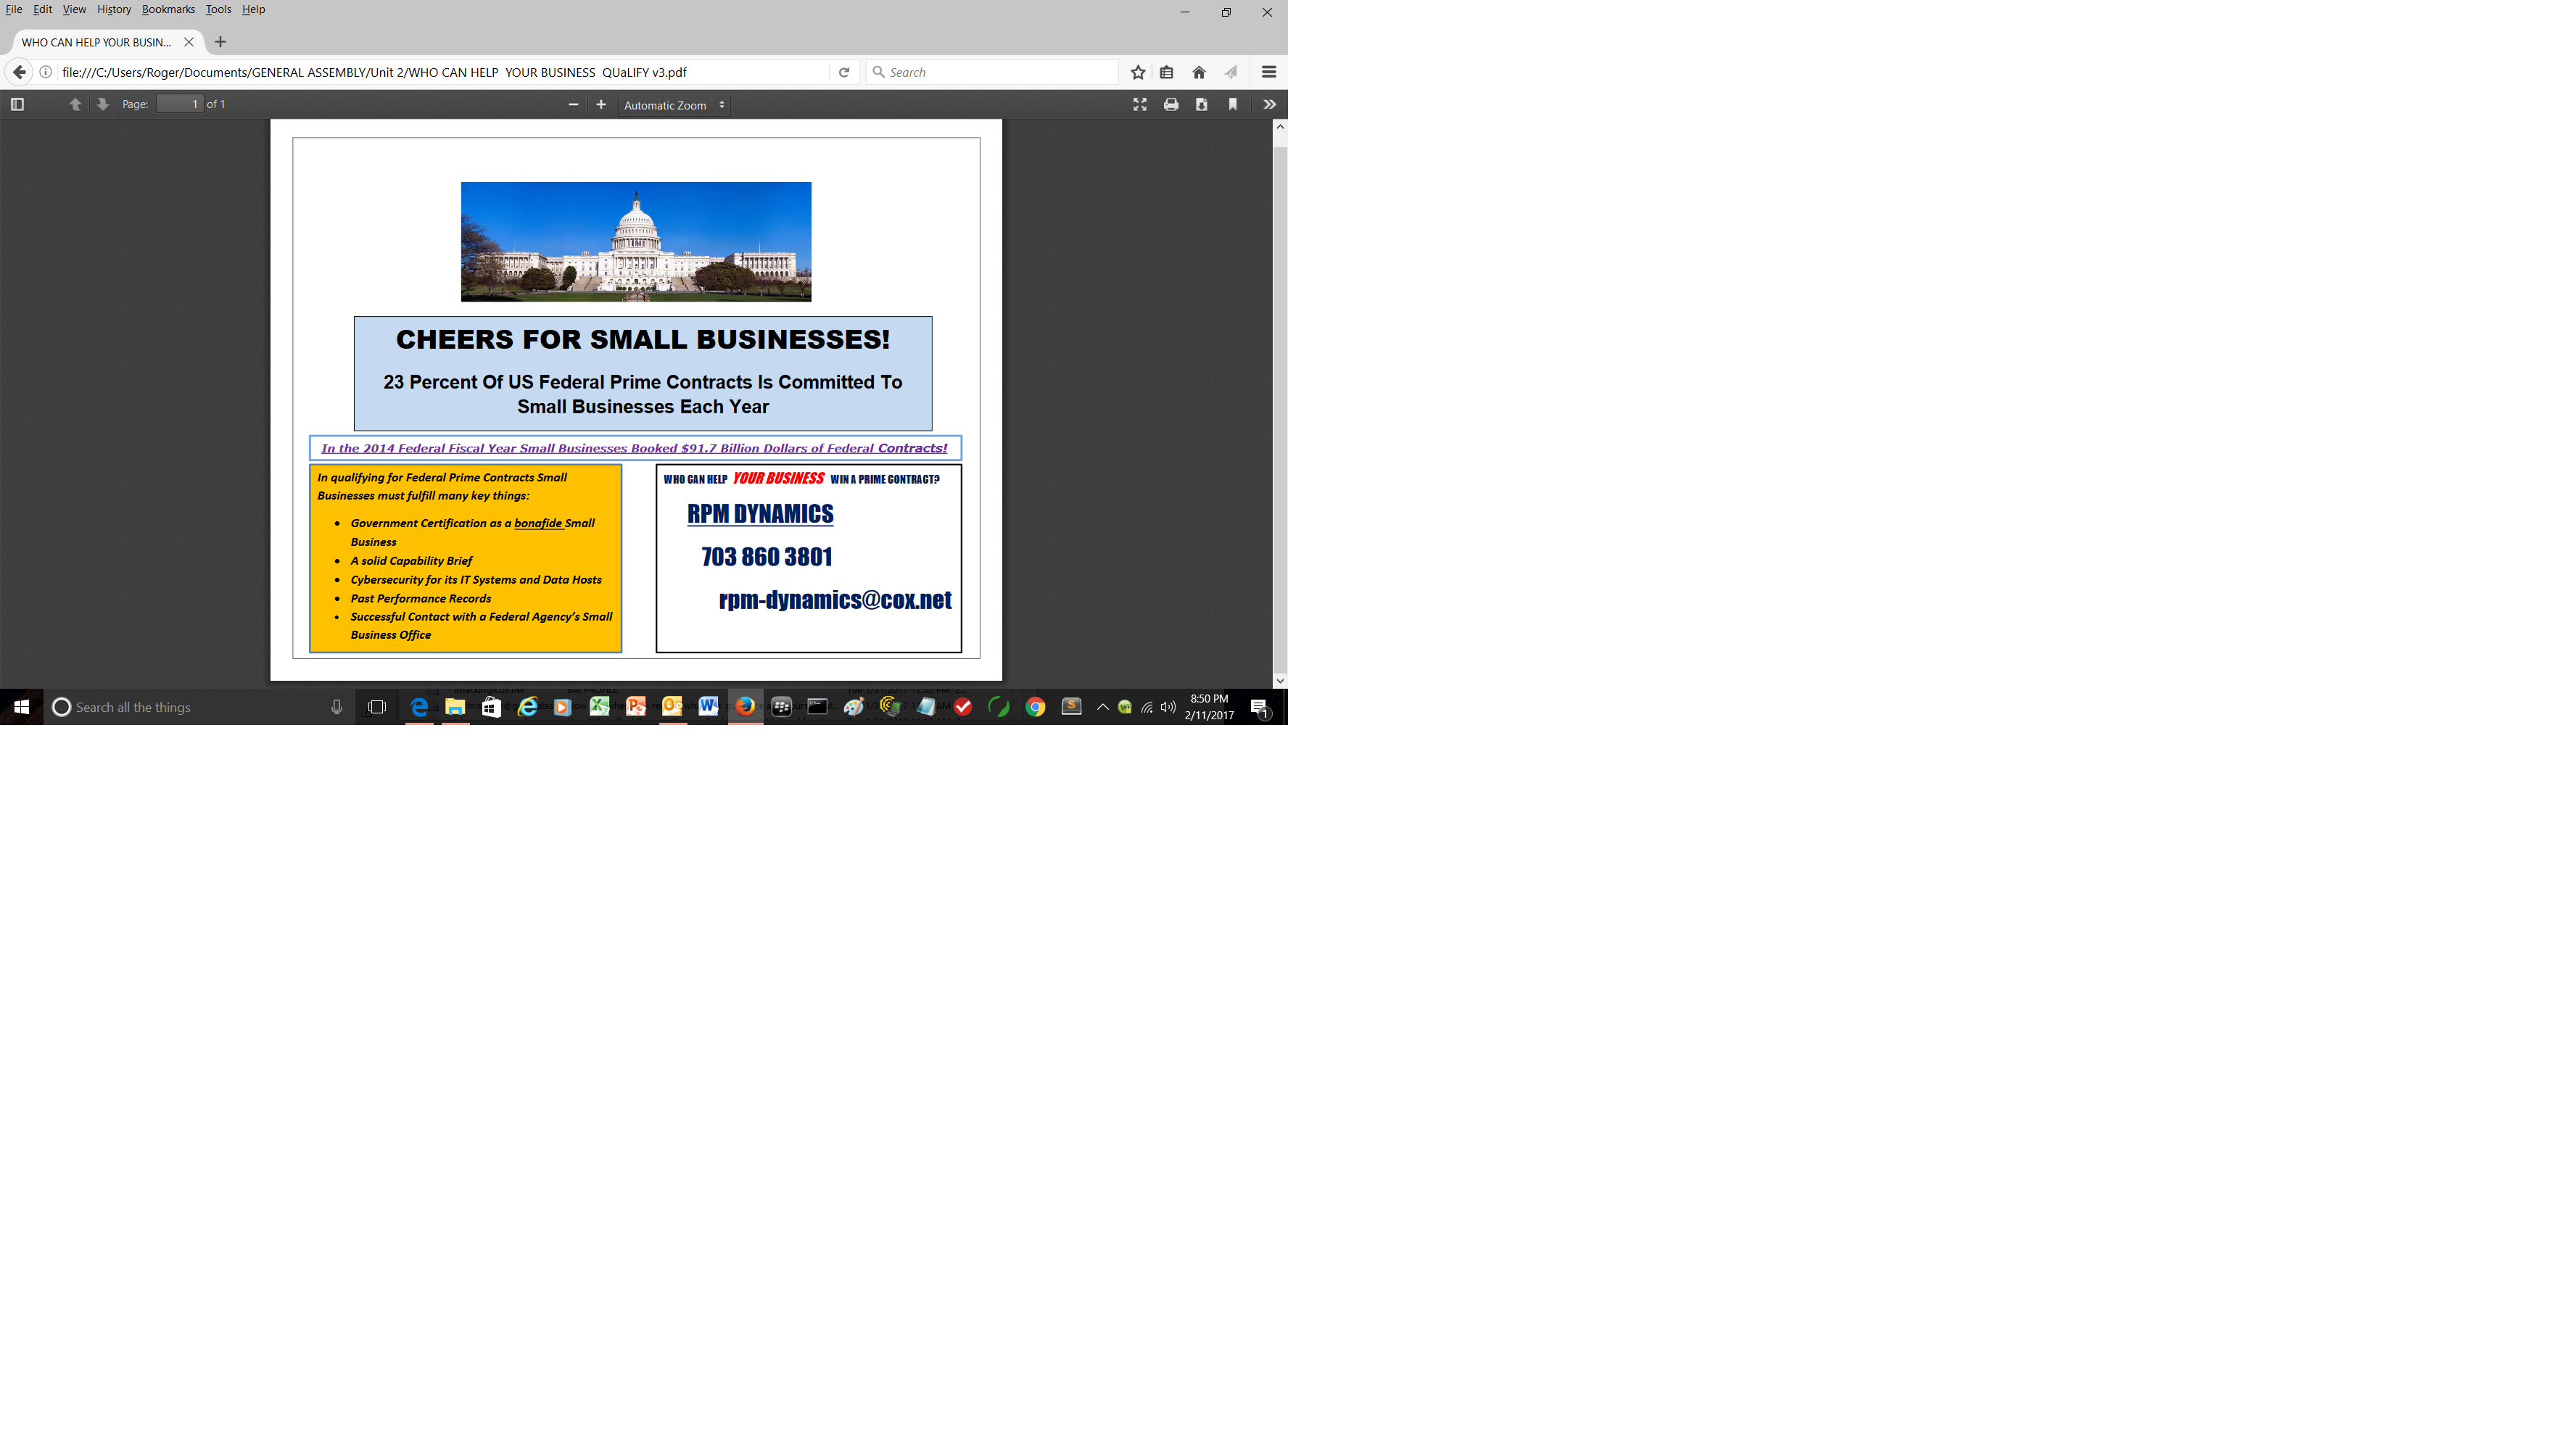 File Edit View History Bookmarks Tools Help
WHO CAN HELP YOUR BUSIN...
file:///C:/Users/Roger/Documents/GENERAL ASSEMBLY/Unit 2/WHO CAN HELP  YOUR BUSINESS  QUaLIFY v3.pdf
Search
Page: 1 of 1
Automatic Zoom
CHEERS FOR SMALL BUSINESSES!
23 Percent Of US Federal Prime Contracts Is Committed To
Small Businesses Each Year
In the 2014 Federal Fiscal Year Small Businesses Booked $91.7 Billion Dollars of Federal Contracts!
In qualifying for Federal Prime Contracts Small
Businesses must fulfill many key things:
• Government Certification as a bonafide Small
Business
• A solid Capability Brief
• Cybersecurity for its IT Systems and Data Hosts
• Past Performance Records
• Successful Contact with a Federal Agency's Small
Business Office
WHO CAN HELP YOUR BUSINESS WIN A PRIME CONTRACT?
RPM DYNAMICS
703 860 3801
rpm-dynamics@cox.net
Search all the things
8:50 PM
2/11/2017
1